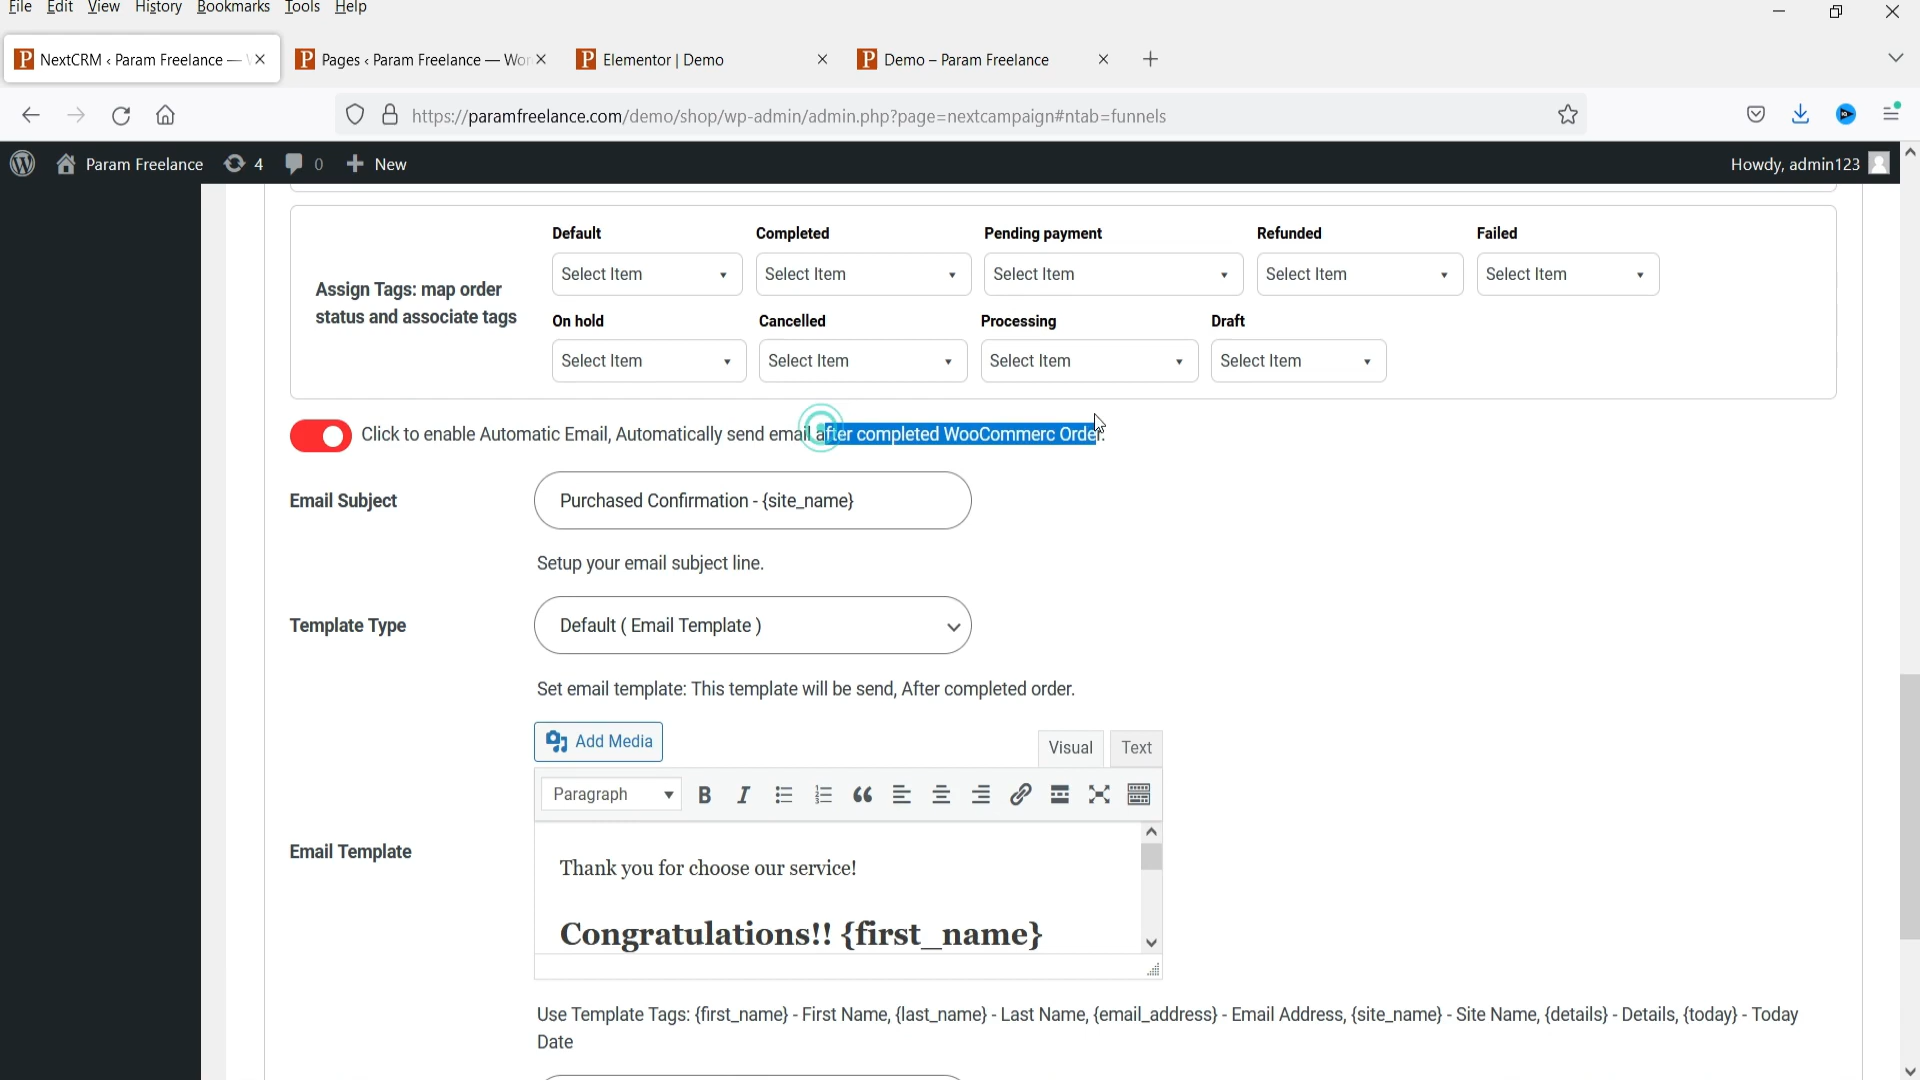 File Edit View History Bookmarks Tools Help
NextCRM ‹ Param Freelance —
Pages ‹ Param Freelance — Wor
Elementor | Demo
Demo – Param Freelance
https://paramfreelance.com/demo/shop/wp-admin/admin.php?page=nextcampaign#ntab=funnels
Param Freelance 4 0 New Howdy, admin123
Default Completed Pending payment Refunded Failed
Select Item Select Item Select Item Select Item Select Item
Assign Tags: map order
status and associate tags
On hold Cancelled Processing Draft
Select Item Select Item Select Item Select Item
Click to enable Automatic Email, Automatically send email after completed WooCommerc Order.
Email Subject Purchased Confirmation - {site_name}
Setup your email subject line.
Template Type Default ( Email Template )
Set email template: This template will be send, After completed order.
Add Media Visual Text
Paragraph
Email Template
Thank you for choose our service!
Congratulations!! {first_name}
Use Template Tags: {first_name} - First Name, {last_name} - Last Name, {email_address} - Email Address, {site_name} - Site Name, {details} - Details, {today} - Today
Date